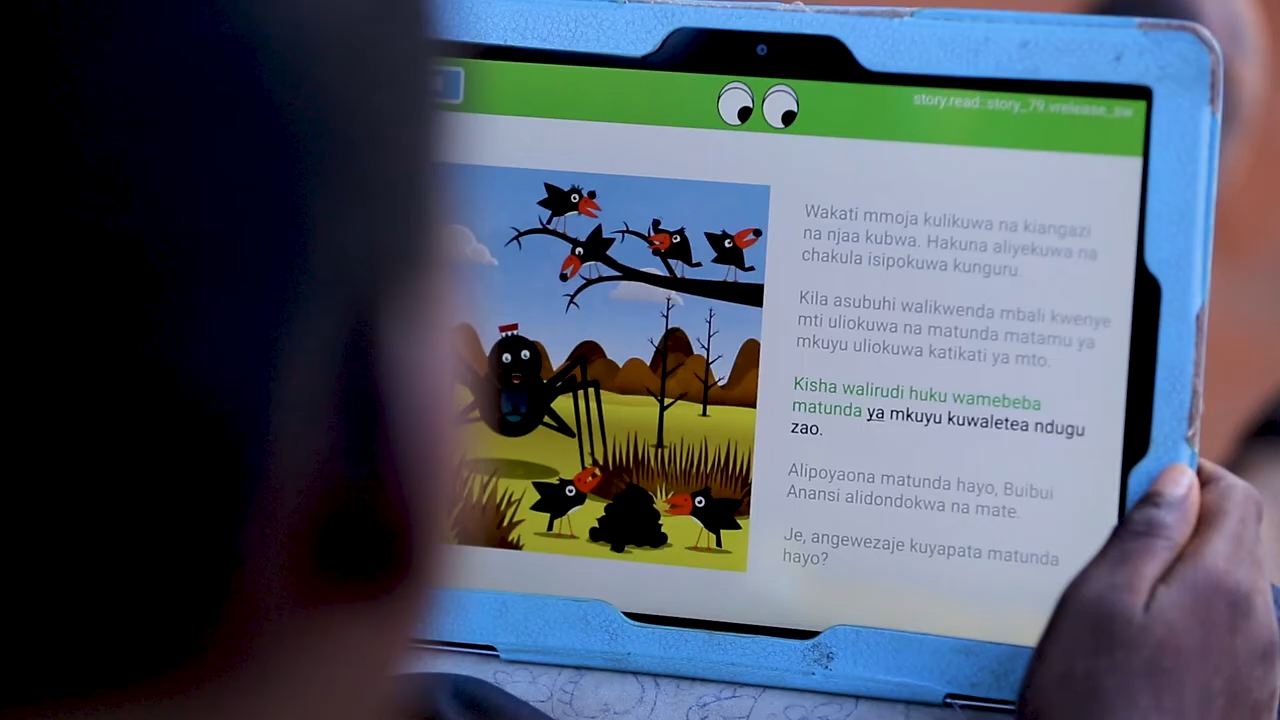 story.read: story_79.vrelease_sw
Wakati mmoja kulikuwa na kiangazi
na njaa kubwa. Hakuna aliyekuwa na
chakula isipokuwa kunguru.
Kila asubuhi walikwenda mbali kwenye
mti uliokuwa na matunda matamu ya
mkuyu uliokuwa katikati ya mto.
Kisha walirudi huku wamebeba
matunda ya mkuyu kuwaletea ndugu
zao.
Alipoyaona matunda hayo, Buibui
Anansi alidondokwa na mate.
Je, angewezaje kuyapata matunda
hayo?